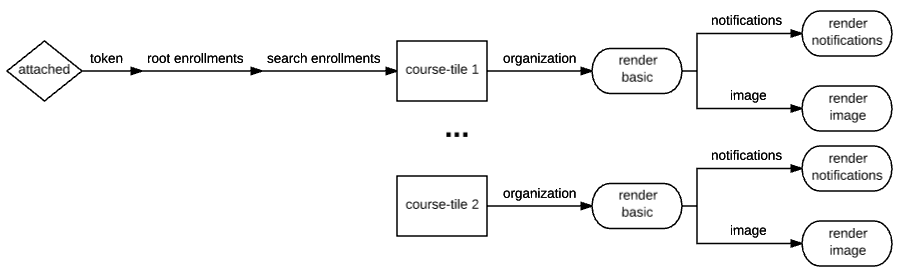 attached
token
root enrollments
search enrollments
course-tile 1
organization
render
basic
notifications
render
notifications
image
render
image
...
course-tile 2
organization
render
basic
notifications
render
notifications
image
render
image